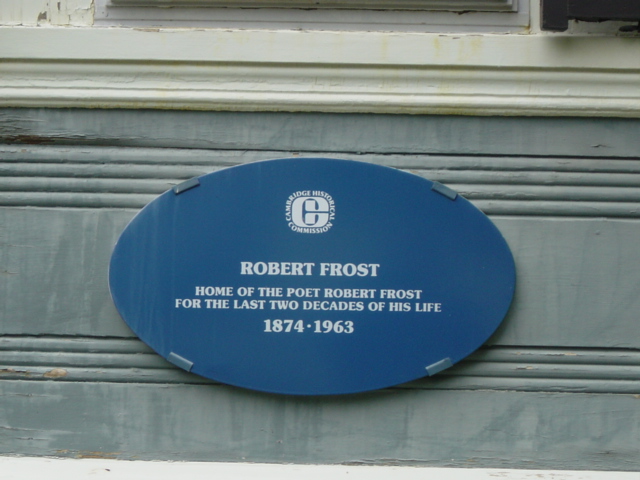 CAMBRIDGE HISTORICAL
COMMISSION
ROBERT FROST
HOME OF THE POET ROBERT FROST
FOR THE LAST TWO DECADES OF HIS LIFE
1874·1963